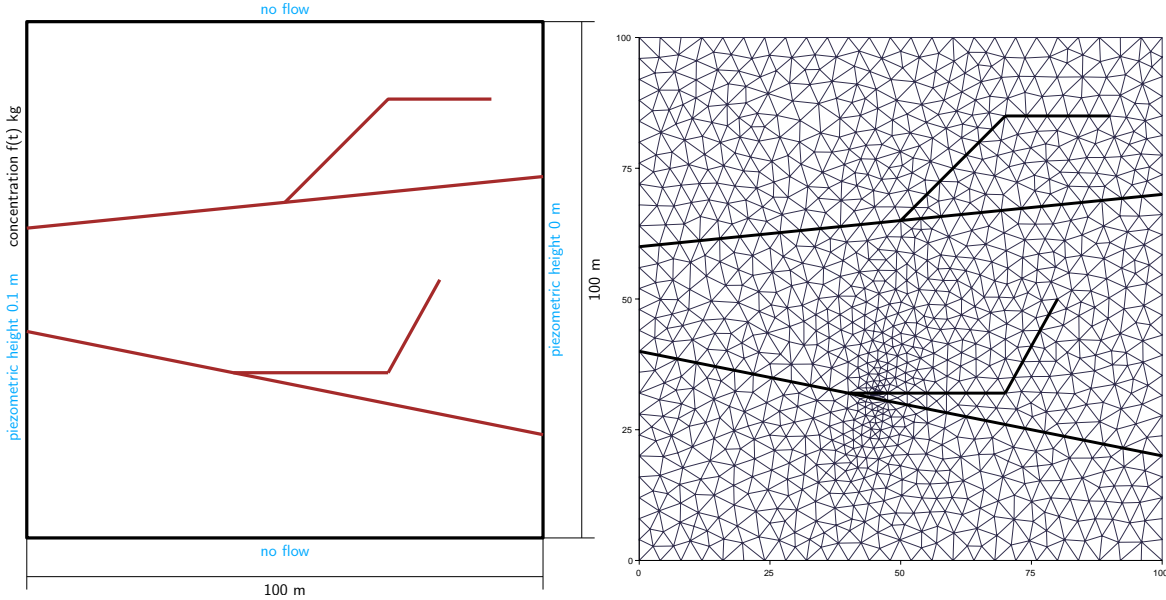 no flow
concentration f(t) kg
piezometric height 0.1 m
piezometric height 0 m
100 m
no flow
100 m
100
75
50
25
0
0
25
50
75
100